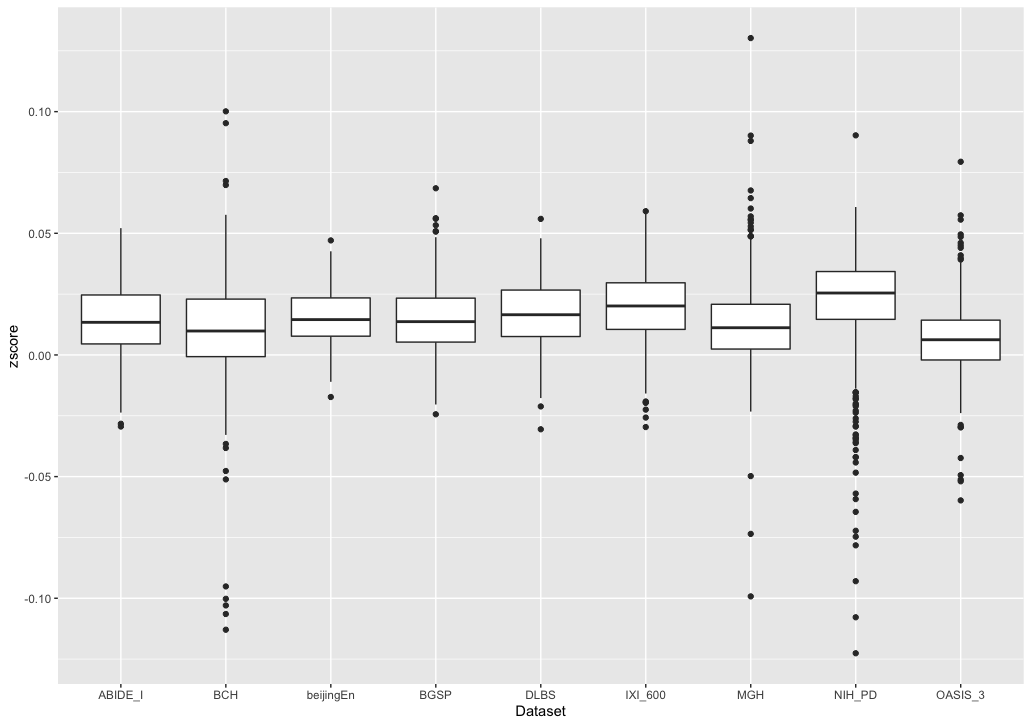 zscore
0.10
0.05
0.00
-0.05
-0.10
ABIDE_I BCH beijingEn BGSP DLBS IXI_600 MGH NIH_PD OASIS_3
Dataset